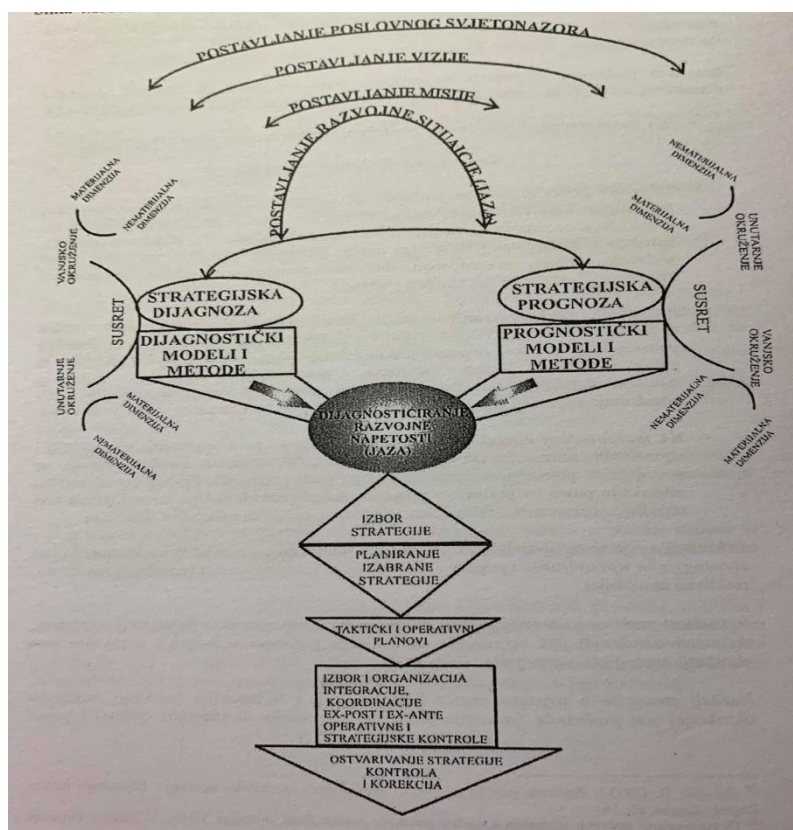 POSTAVLJANJE POSLOVNOG SVJETONAZORA
POSTAVLJANJE VIZIJE
POSTAVLJANJE MISIJE
POSTAVLJANJE RAZVOJNE SITUAICJE (JAZA)
MATERIJALNA
DIMENZIJA
NEMATERIJALNA
DIMENZIJA
VANJSKO
OKRUŽENJE
SUSRET
UNUTARNJE
OKRUŽENJE
MATERIJALNA
DIMENZIJA
NEMATERIJALNA
DIMENZIJA
STRATEGIJSKA
DIJAGNOZA
DIJAGNOSTIČKI
MODELI I
METODE
STRATEGIJSKA
PROGNOZA
PROGNOSTIČKI
MODELI I
METODE
NEMATERIJALNA
DIMENZIJA
MATERIJALNA
DIMENZIJA
UNUTARNJE
OKRUŽENJE
SUSRET
VANJSKO
OKRUŽENJE
NEMATERIJALNA
DIMENZIJA
MATERIJALNA
DIMENZIJA
DIJAGNOSTICIRANJE
RAZVOJNE
NAPETOSTI
(JAZA)
IZBOR
STRATEGIJE
PLANIRANJE
IZABRANE
STRATEGIJE
TAKTIČKI I OPERATIVNI
PLANOVI
IZBOR I ORGANIZACIJA
INTEGRACIJE,
KOORDINACIJE
EX-POST I EX-ANTE
OPERATIVNE I
STRATEGIJSKE KONTROLE
OSTVARIVANJE STRATEGIJE
KONTROLA
I KOREKCIJA